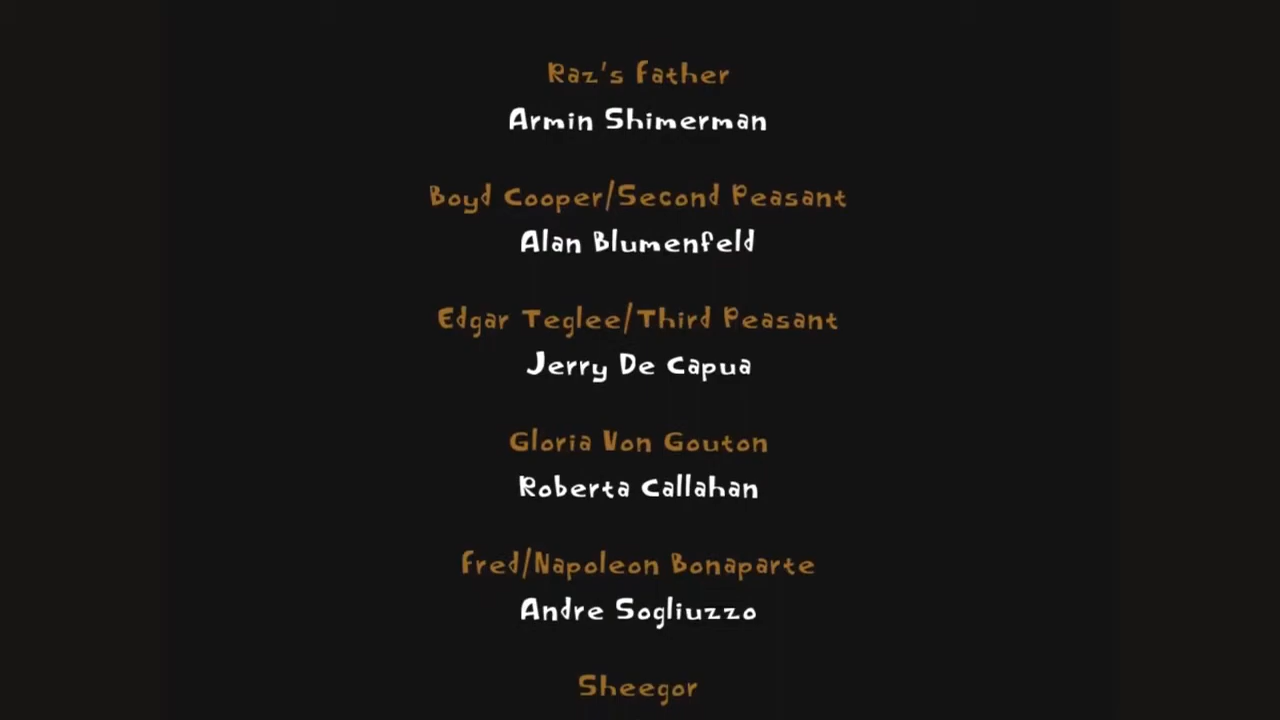 Raz's Father
Armin Shimerman
Boyd Cooper/Second Peasant
Alan Blumenfeld
Edgar Teglee/Third Peasant
Jerry De Capua
Gloria Von Gouton
Roberta Callahan
Fred/Napoleon Bonaparte
Andre Sogliuzzo
Sheegor